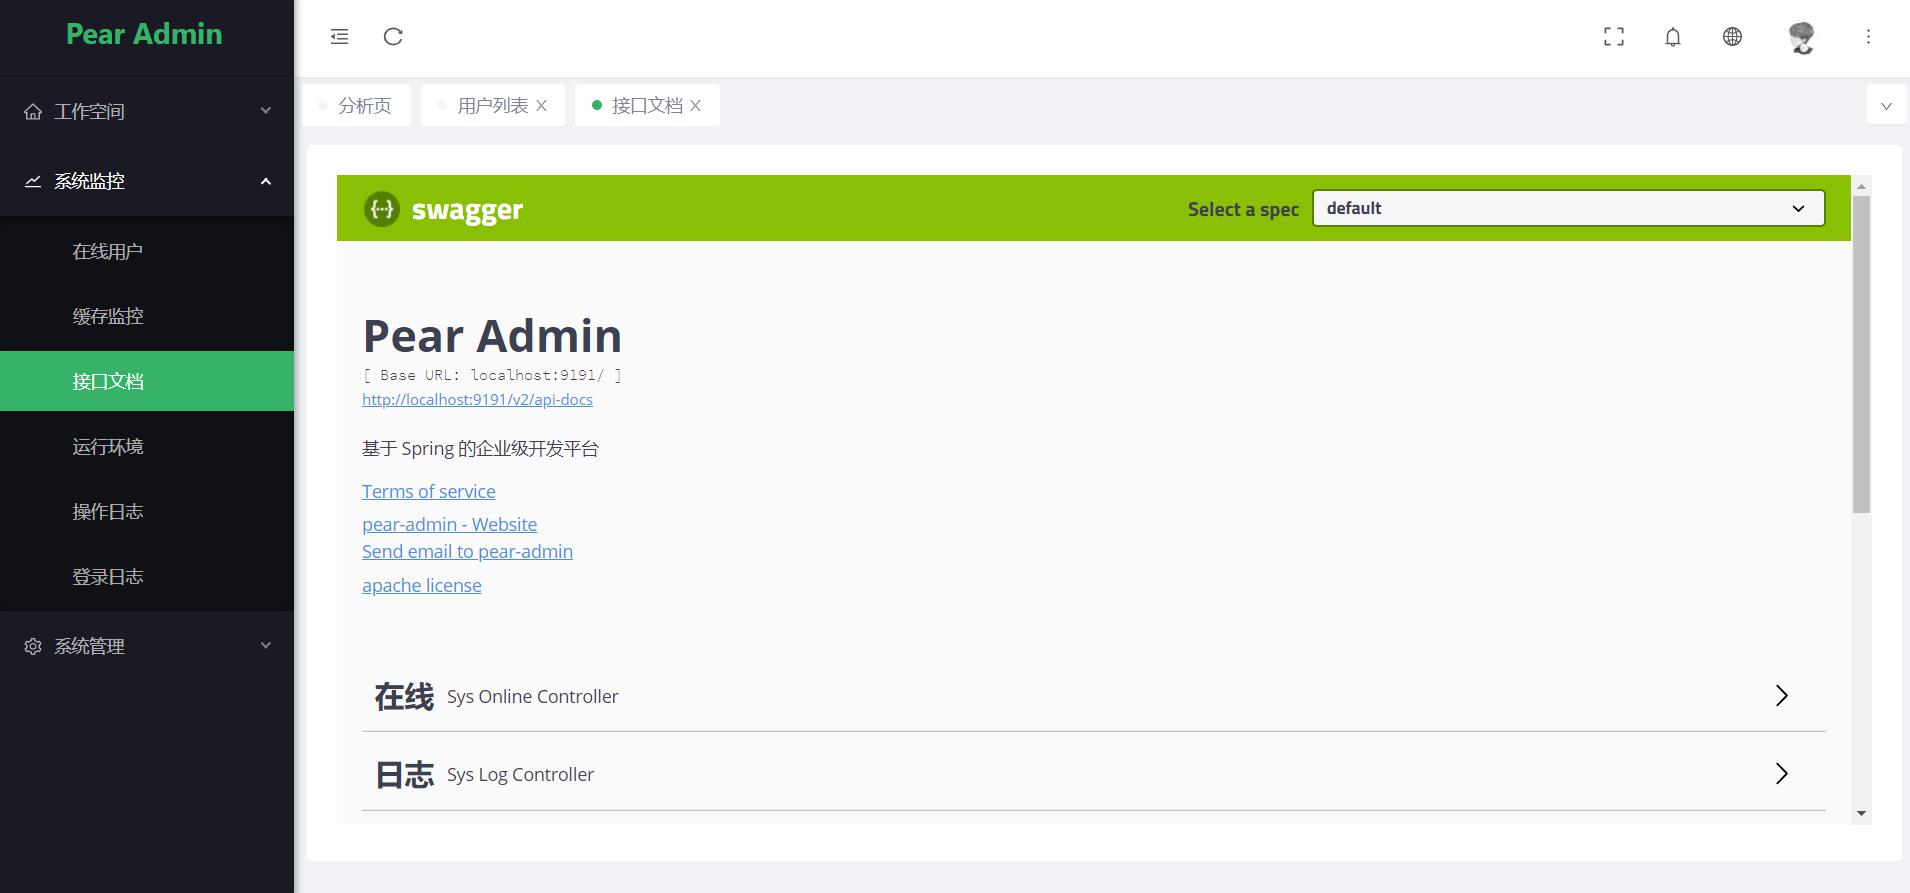 Pear Admin
工作空间
系统监控
在线用户
缓存监控
接口文档
运行环境
操作日志
登录日志
系统管理
分析页
用户列表
接口文档
swagger
Select a spec
default
Pear Admin
[ Base URL: localhost:9191/ ]
http://localhost:9191/v2/api-docs
基于 Spring 的企业级开发平台
Terms of service
pear-admin - Website
Send email to pear-admin
apache license
在线 Sys Online Controller
日志 Sys Log Controller